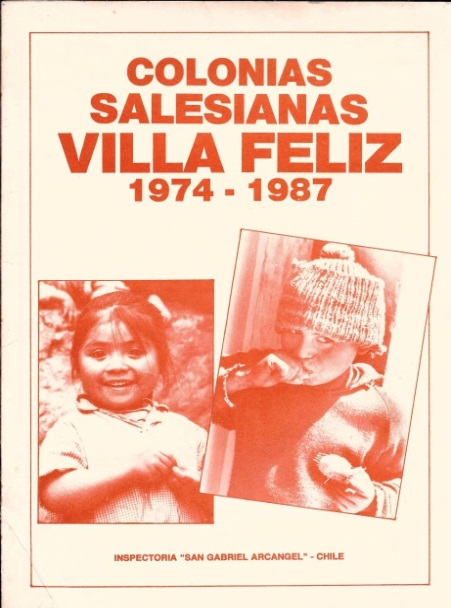 COLONIAS
SALESIANAS
VILLA FELIZ
1974 - 1987
INSPECTORIA "SAN GABRIEL ARCANGEL" - CHILE